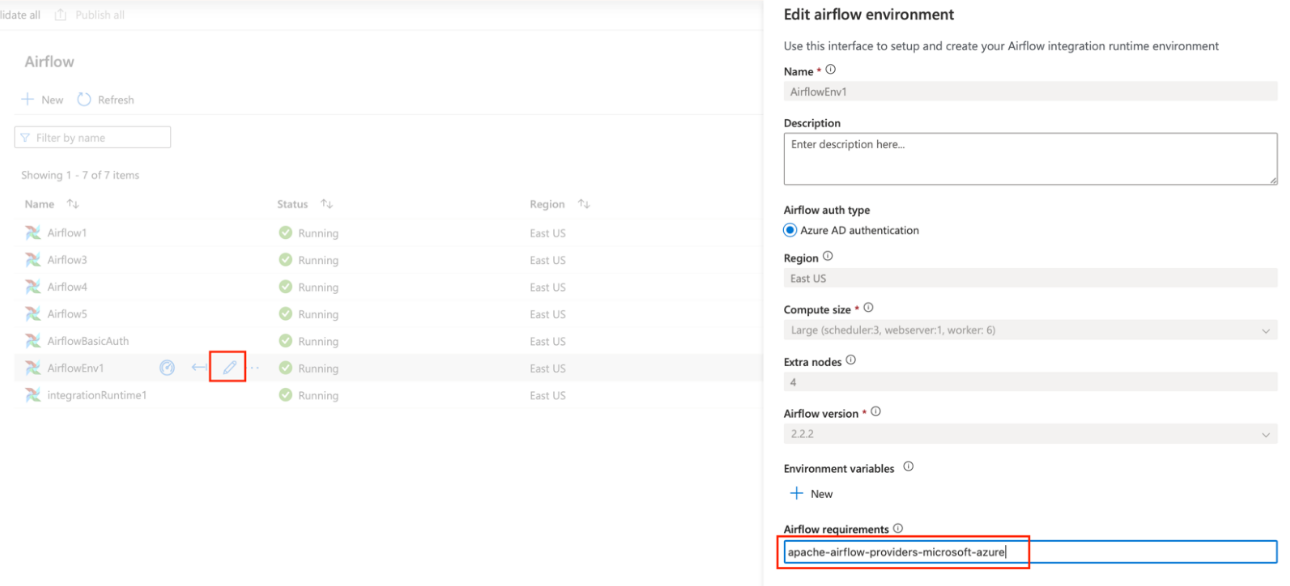 lidate all Publish all
Airflow
New Refresh
Filter by name
Showing 1 - 7 of 7 items
Name Status Region
Airflow1 Running East US
Airflow3 Running East US
Airflow4 Running East US
Airflow5 Running East US
AirflowBasicAuth Running East US
AirflowEnv1 Running East US
integrationRuntime1 Running East US
Edit airflow environment
Use this interface to setup and create your Airflow integration runtime environment
Name *
AirflowEnv1
Description
Enter description here...
Airflow auth type
Azure AD authentication
Region
East US
Compute size *
Large (scheduler:3, webserver:1, worker: 6)
Extra nodes
4
Airflow version *
2.2.2
Environment variables
New
Airflow requirements
apache-airflow-providers-microsoft-azure